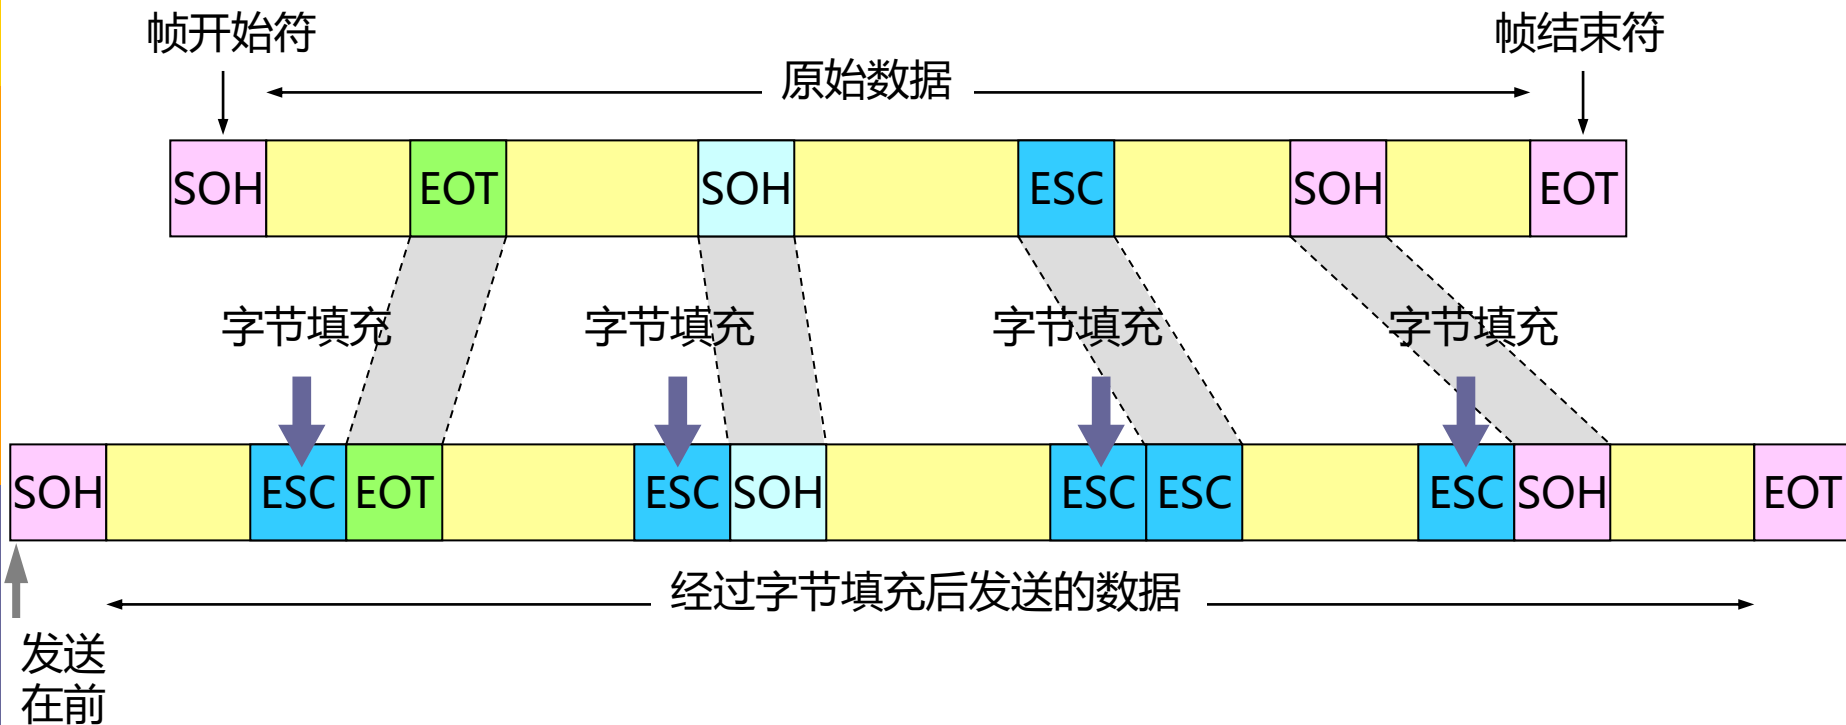 帧开始符
帧结束符
原始数据
SOH EOT SOH ESC SOH EOT
字节填充 字节填充 字节填充 字节填充
SOH ESC EOT ESC SOH ESC ESC ESC SOH EOT
经过字节填充后发送的数据
发送
在前